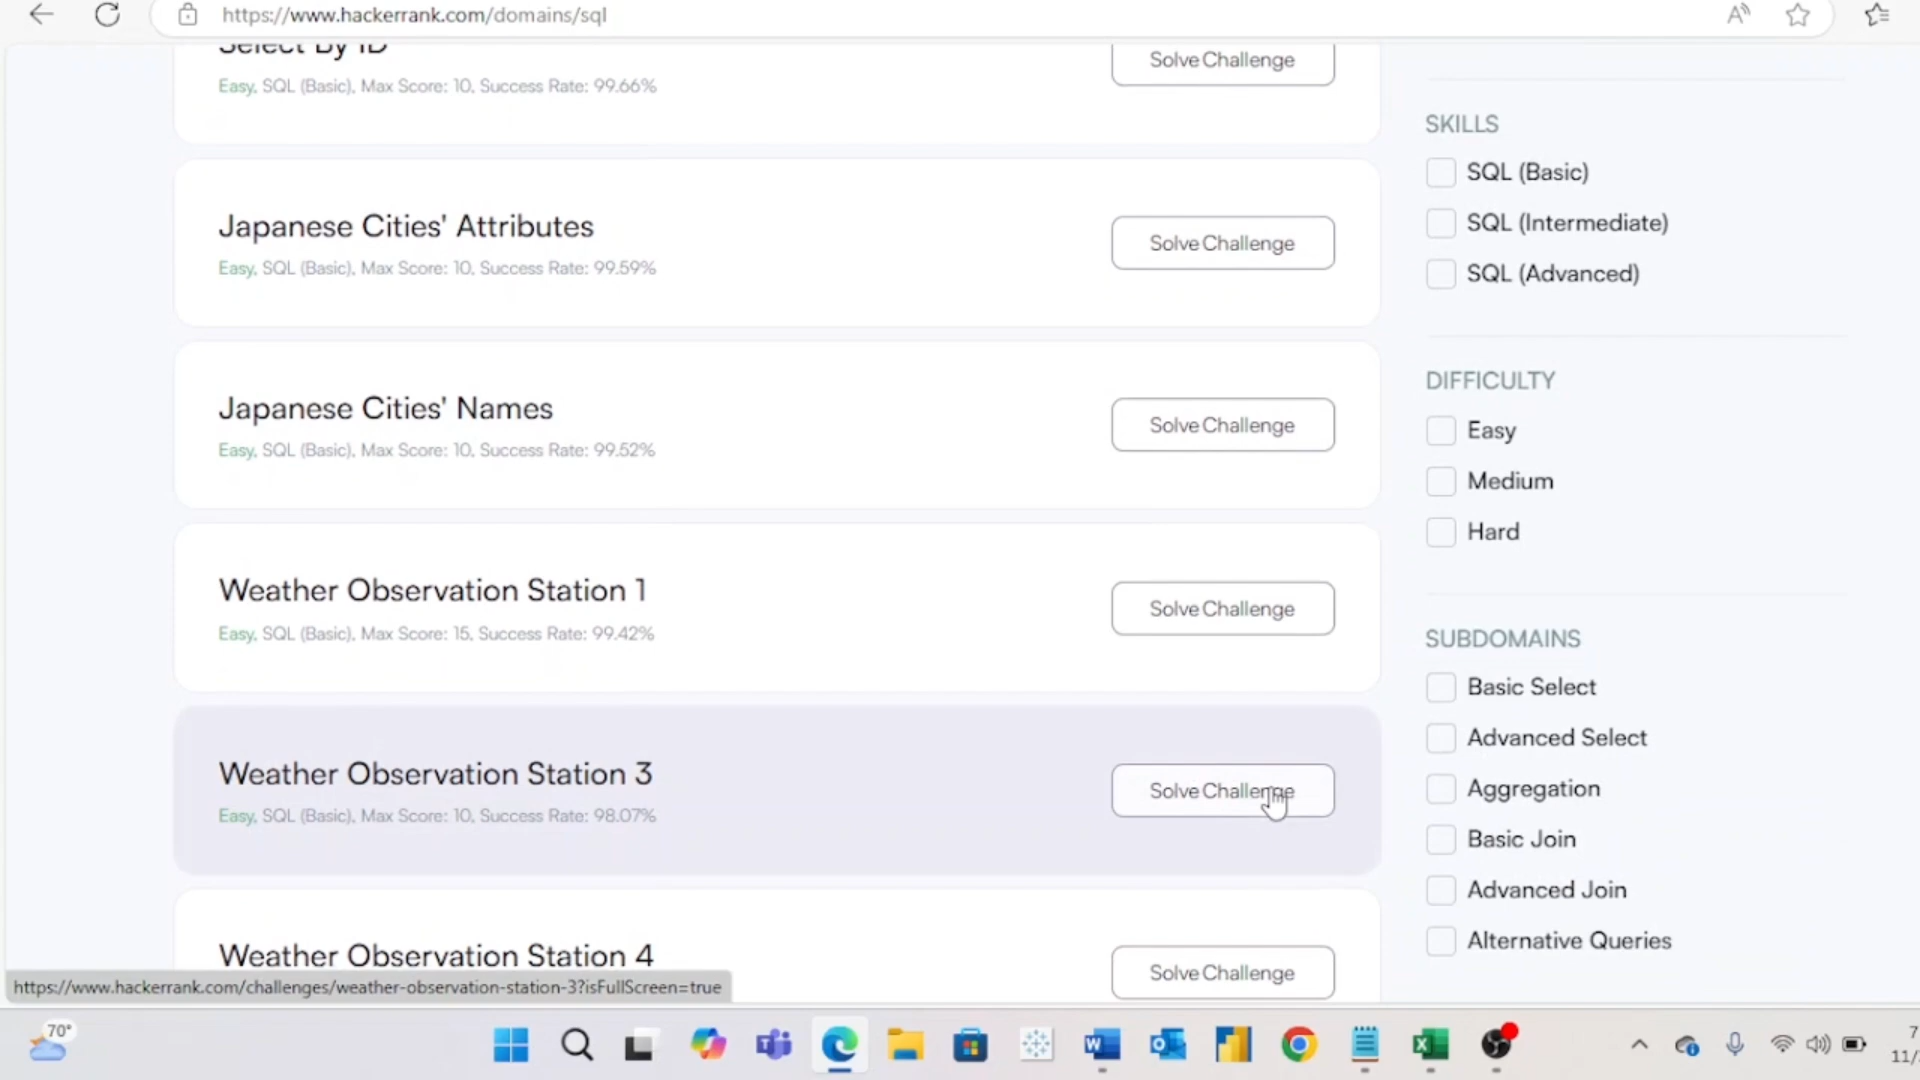 https://www.hackerrank.com/domains/sql
Select By ID
Easy, SQL (Basic), Max Score: 10, Success Rate: 99.66%
Solve Challenge
Japanese Cities' Attributes
Easy, SQL (Basic), Max Score: 10, Success Rate: 99.59%
Solve Challenge
Japanese Cities' Names
Easy, SQL (Basic), Max Score: 10, Success Rate: 99.52%
Solve Challenge
Weather Observation Station 1
Easy, SQL (Basic), Max Score: 15, Success Rate: 99.42%
Solve Challenge
Weather Observation Station 3
Easy, SQL (Basic), Max Score: 10, Success Rate: 98.07%
Solve Challenge
Weather Observation Station 4
Solve Challenge
SKILLS
SQL (Basic)
SQL (Intermediate)
SQL (Advanced)
DIFFICULTY
Easy
Medium
Hard
SUBDOMAINS
Basic Select
Advanced Select
Aggregation
Basic Join
Advanced Join
Alternative Queries
https://www.hackerrank.com/challenges/weather-observation-station-3?isFullScreen=true
70°
7
11/